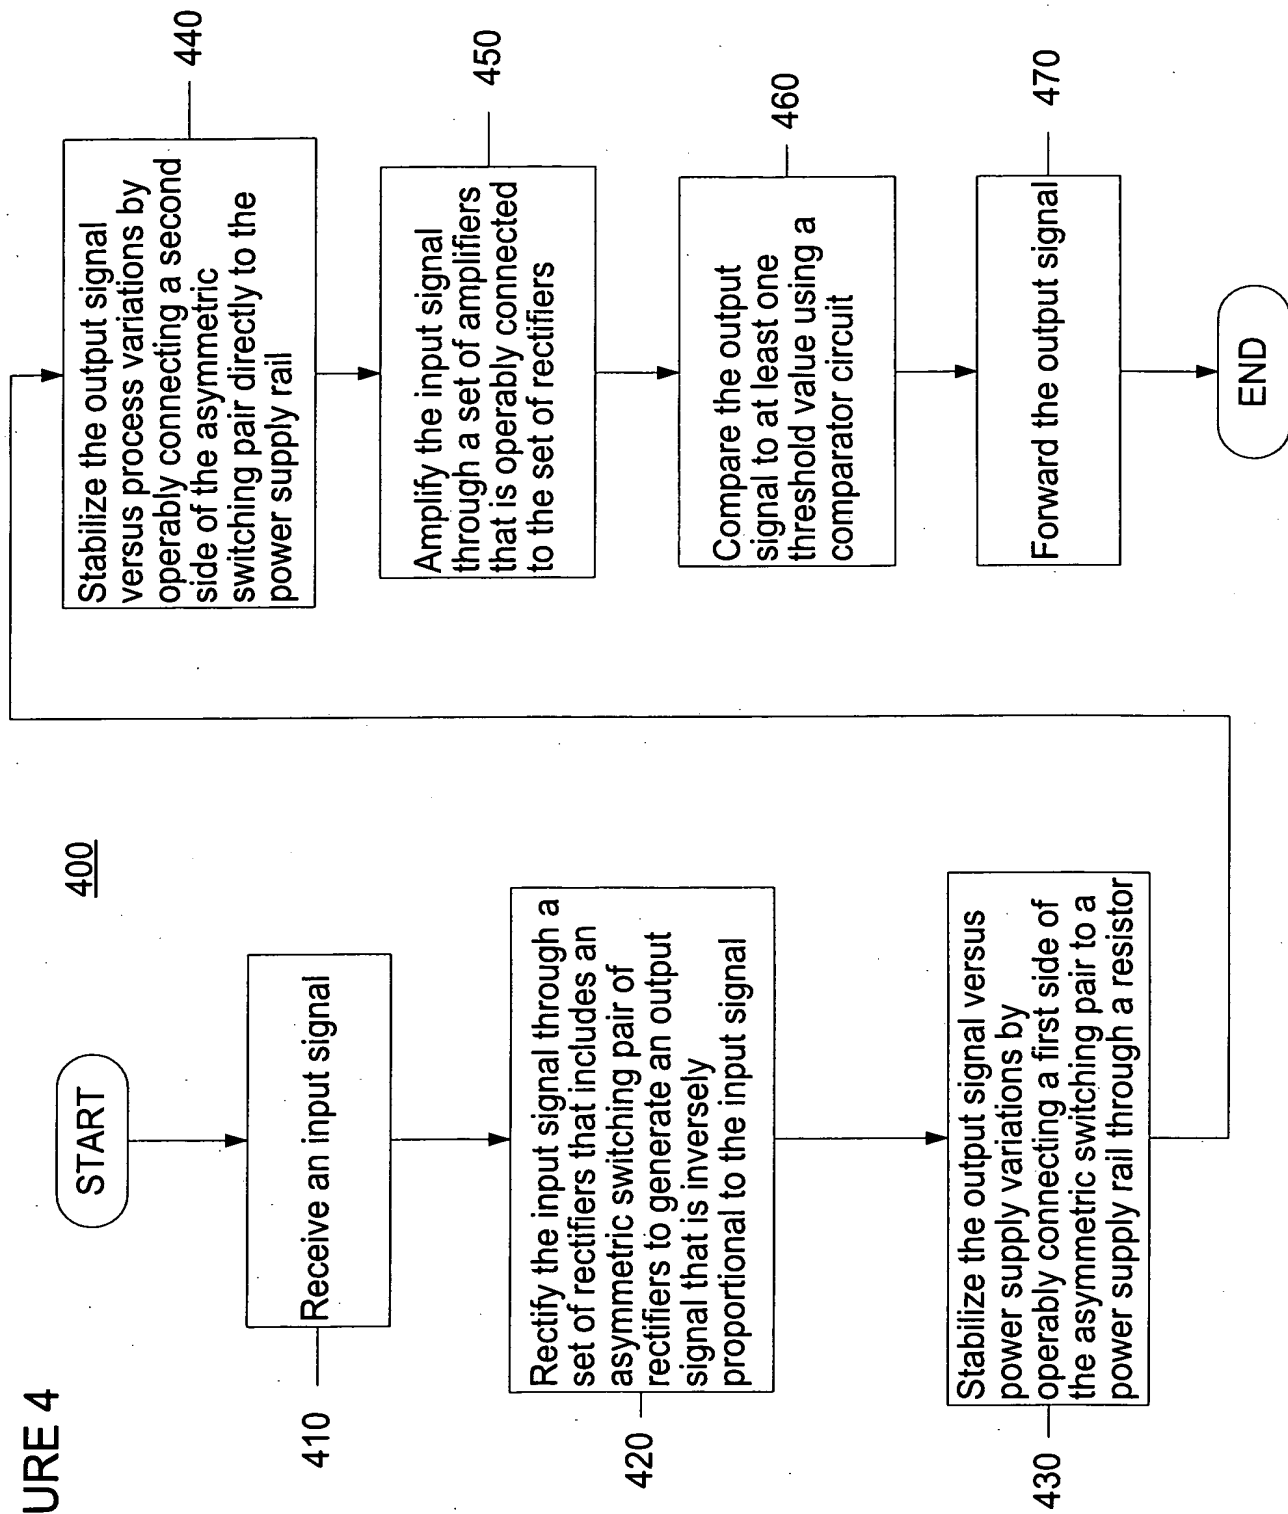 URE 4
400
START
Receive an input signal
410
Rectify the input signal through a
set of rectifiers that includes an
asymmetric switching pair of
rectifiers to generate an output
signal that is inversely
proportional to the input signal
420
Stabilize the output signal versus
power supply variations by
operably connecting a first side of
the asymmetric switching pair to a
power supply rail through a resistor
430
Stabilize the output signal
versus process variations by
operably connecting a second
side of the asymmetric
switching pair directly to the
power supply rail
440
Amplify the input signal
through a set of amplifiers
that is operably connected
to the set of rectifiers
450
Compare the output
signal to at least one
threshold value using a
comparator circuit
460
Forward the output signal
470
END